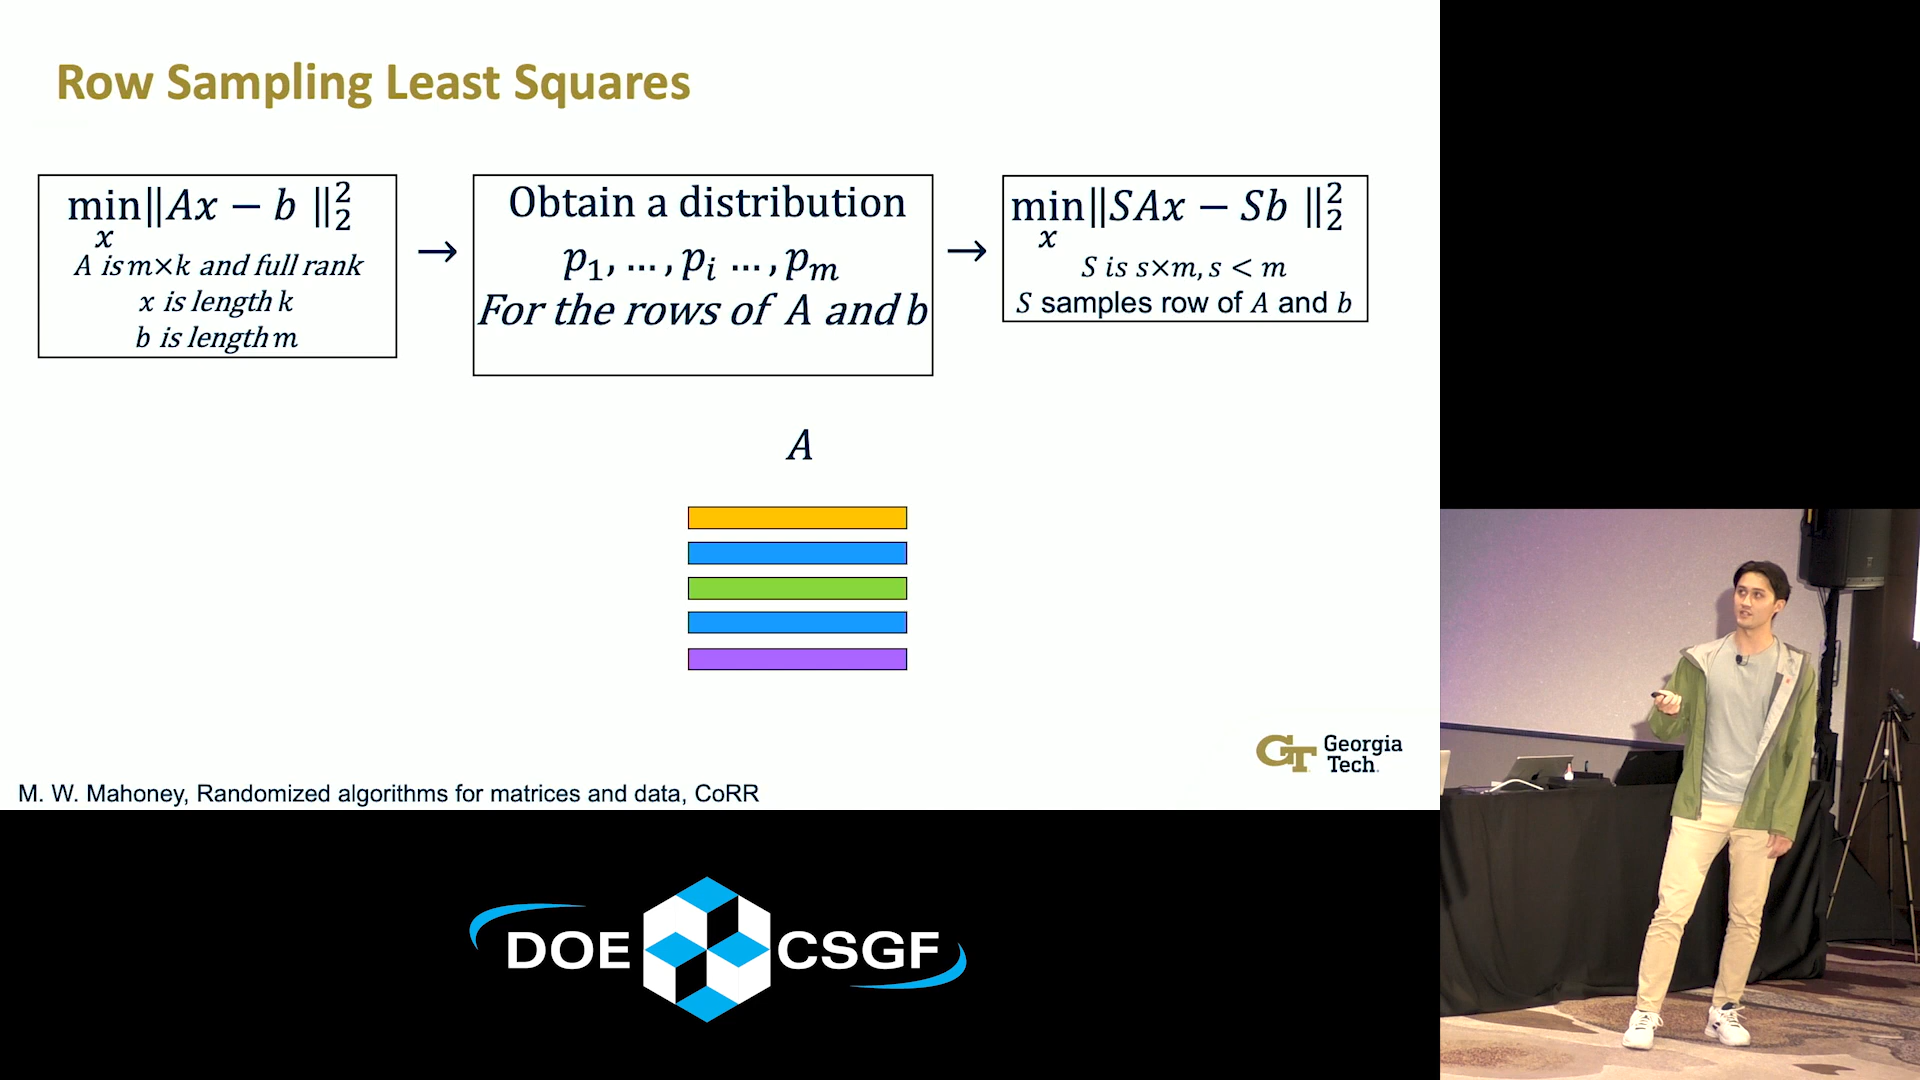 Row Sampling Least Squares
min‖Ax − b ‖₂²
x
A is m×k and full rank
x is length k
b is length m
→
Obtain a distribution
p₁, … , pᵢ … , pₘ
For the rows of A and b
→
min‖SAx − Sb ‖₂²
x
S is s×m, s < m
S samples row of A and b
A
GT Georgia
Tech.
M. W. Mahoney, Randomized algorithms for matrices and data, CoRR
DOE CSGF